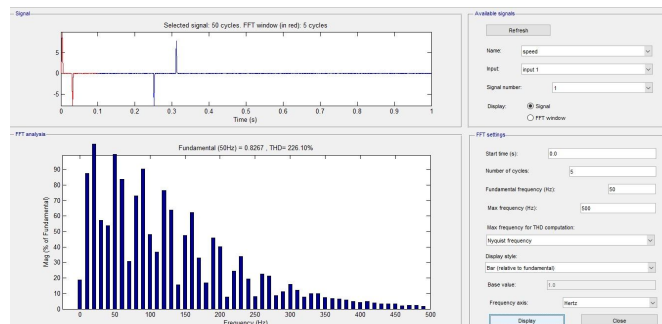 Signal
Selected signal: 50 cycles. FFT window (in red): 5 cycles
5
0
-5
0 0.1 0.2 0.3 0.4 0.5 0.6 0.7 0.8 0.9 1
Time (s)
FFT analysis
Fundamental (50Hz) = 0.8267 , THD= 226.10%
Mag (% of Fundamental)
90
80
70
60
50
40
30
20
10
0
0 50 100 150 200 250 300 350 400 450 500
Frequency (Hz)
Available signals
Refresh
Name: speed
Input: input 1
Signal number: 1
Display: Signal
FFT window
FFT settings
Start time (s): 0.0
Number of cycles: 5
Fundamental frequency (Hz): 50
Max frequency (Hz): 500
Max frequency for THD computation:
Nyquist frequency
Display style:
Bar (relative to fundamental)
Base value: 1.0
Frequency axis: Hertz
Display Close